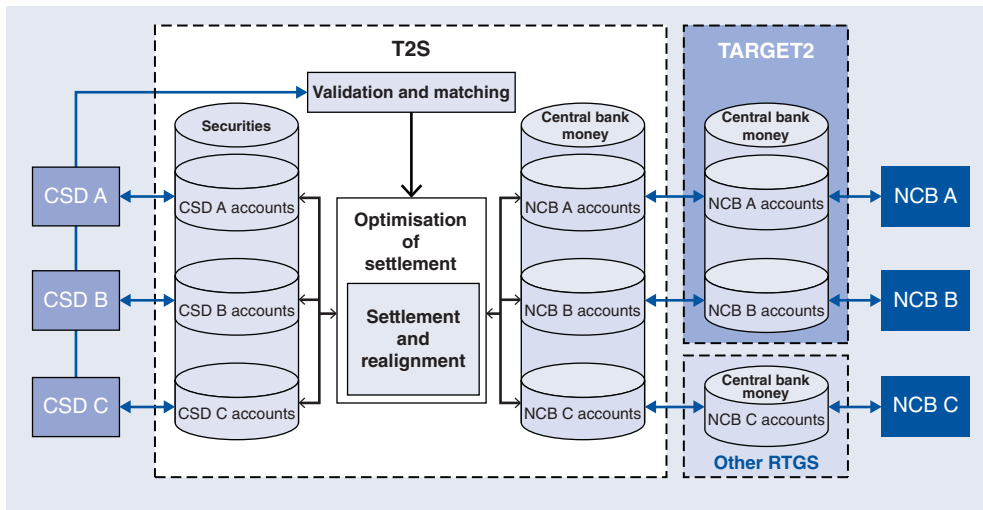 T2S
TARGET2
Validation and matching
Securities
Central bank
money
Central bank
money
CSD A
CSD A accounts
NCB A accounts
NCB A accounts
NCB A
Optimisation
of
settlement
CSD B
CSD B accounts
NCB B accounts
NCB B accounts
NCB B
Settlement
and
realignment
Central bank
money
CSD C
CSD C accounts
NCB C accounts
NCB C accounts
NCB C
Other RTGS